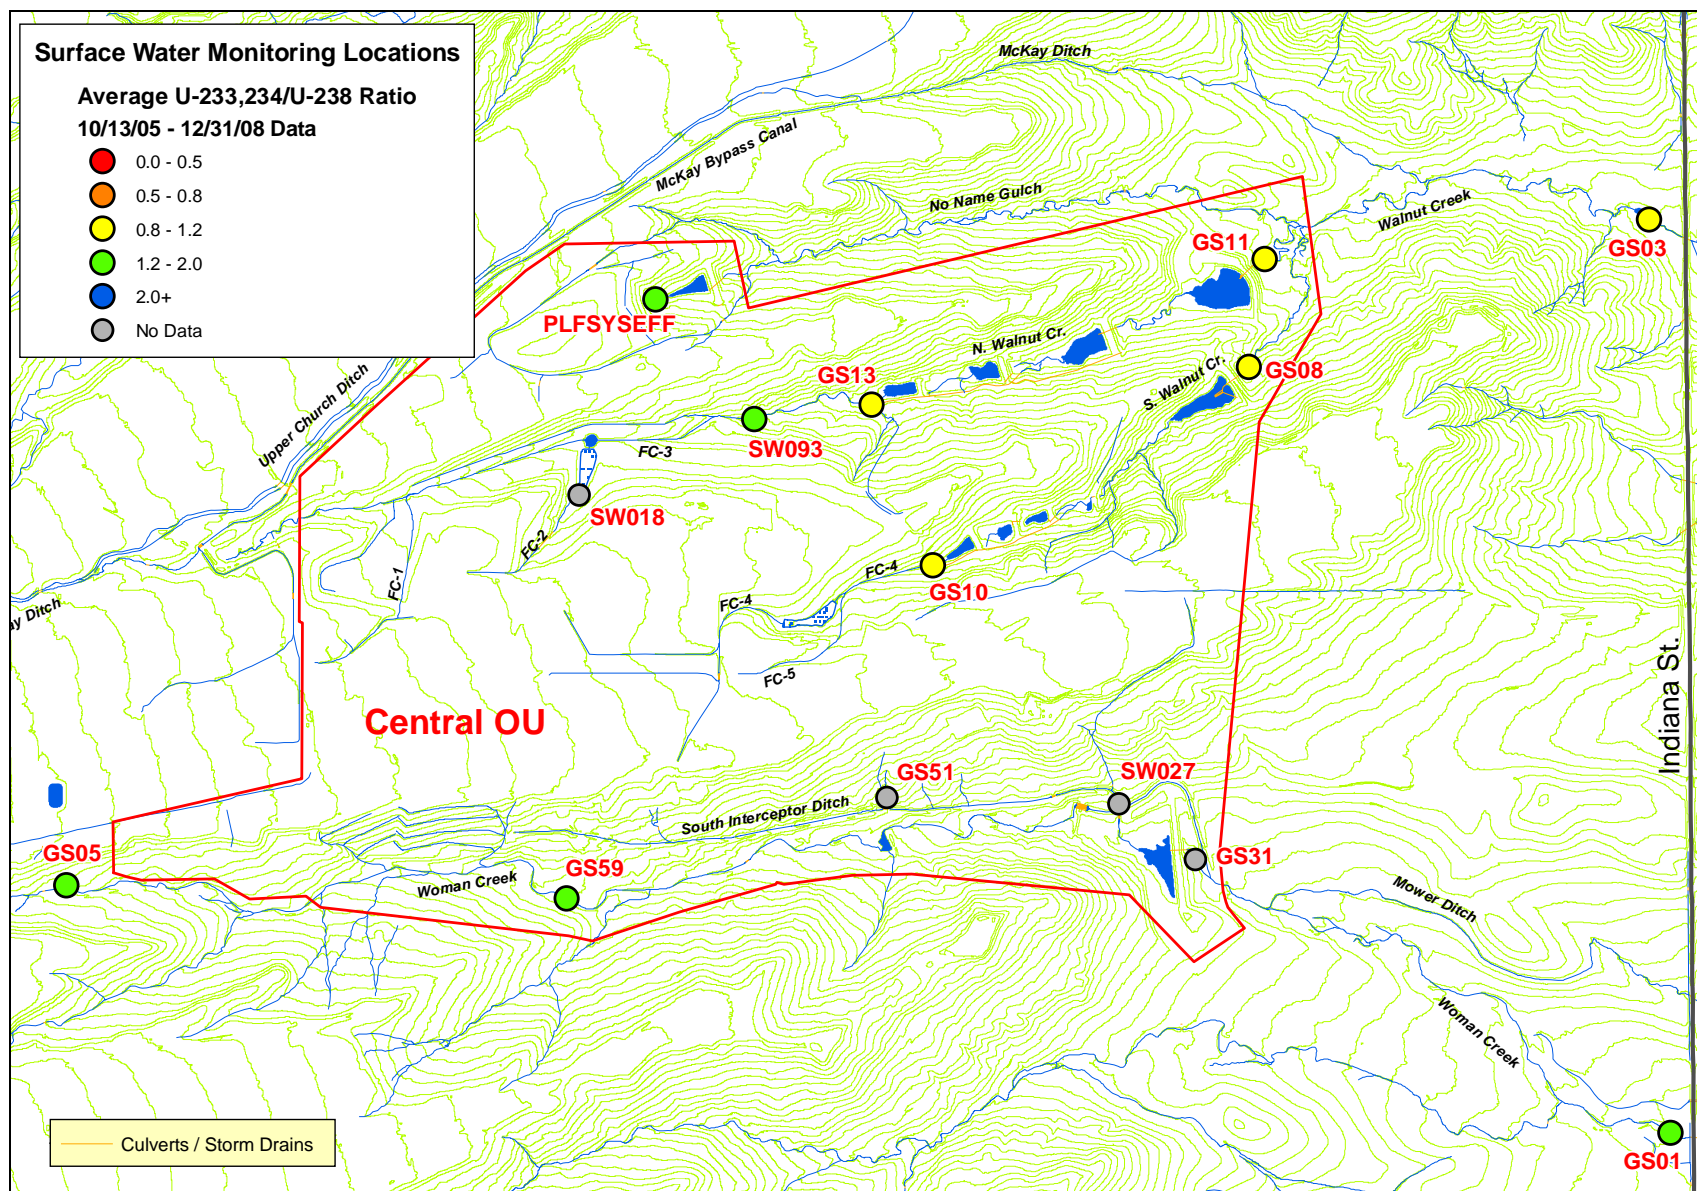 Surface Water Monitoring Locations
Average U-233,234/U-238 Ratio
10/13/05 - 12/31/08 Data
0.0 - 0.5
0.5 - 0.8
0.8 - 1.2
1.2 - 2.0
2.0+
No Data
McKay Ditch
McKay Bypass Canal
No Name Gulch
Walnut Creek
GS11
GS03
PLFSYSEFF
N. Walnut Cr.
GS13
GS08
S. Walnut Cr.
Upper Church Ditch
SW093
FC-3
SW018
FC-2
FC-1
FC-4
GS10
FC-4
ay Ditch
FC-5
Indiana St.
Central OU
GS51
SW027
South Interceptor Ditch
GS05
GS59
GS31
Woman Creek
Mower Ditch
Woman Creek
Culverts / Storm Drains
GS01